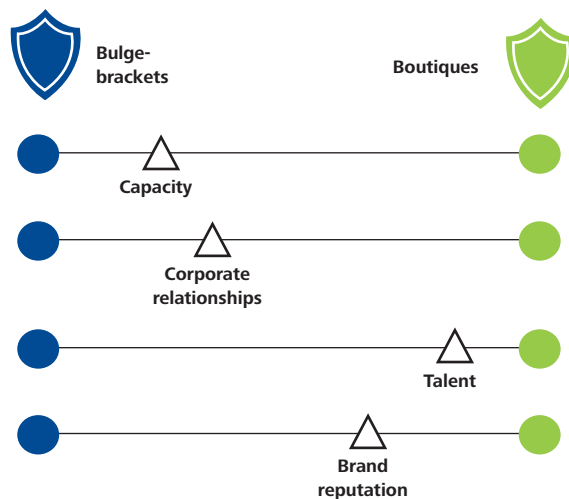 Bulge-
brackets
Boutiques
Capacity
Corporate
relationships
Talent
Brand
reputation